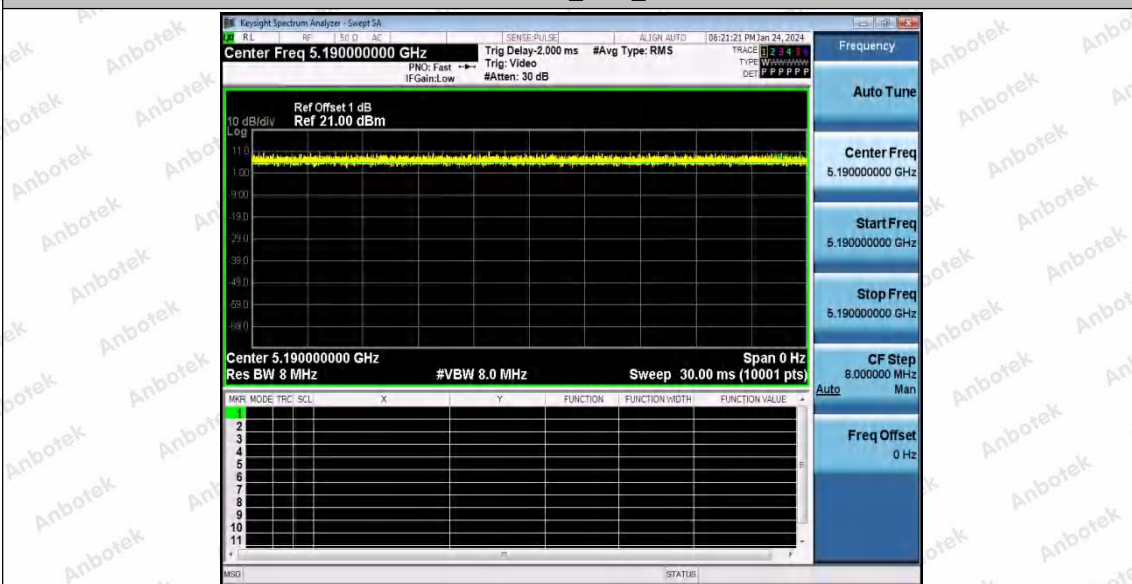 Keysight Spectrum Analyzer - Swept SA
RL RF 50 Ω AC SENSE:PULSE ALIGN AUTO 06:21:21 PM Jan 24, 2024
Center Freq 5.190000000 GHz
PNO: Fast
IFGain:Low
Trig Delay-2.000 ms
Trig: Video
#Atten: 30 dB
#Avg Type: RMS
TRACE 1 2 3 4 5 6
TYPE
DET P P P P P P
Ref Offset 1 dB
10 dB/div Ref 21.00 dBm
Log
11.0
1.00
-9.00
-19.0
-29.0
-39.0
-49.0
-59.0
-69.0
Center 5.190000000 GHz Span 0 Hz
Res BW 8 MHz #VBW 8.0 MHz Sweep 30.00 ms (10001 pts)
MKR MODE TRC SCL X Y FUNCTION FUNCTION WIDTH FUNCTION VALUE
1
2
3
4
5
6
7
8
9
10
11
MSG STATUS
Frequency
Auto Tune
Center Freq
5.190000000 GHz
Start Freq
5.190000000 GHz
Stop Freq
5.190000000 GHz
CF Step
8.000000 MHz
Auto Man
Freq Offset
0 Hz
Anbotek